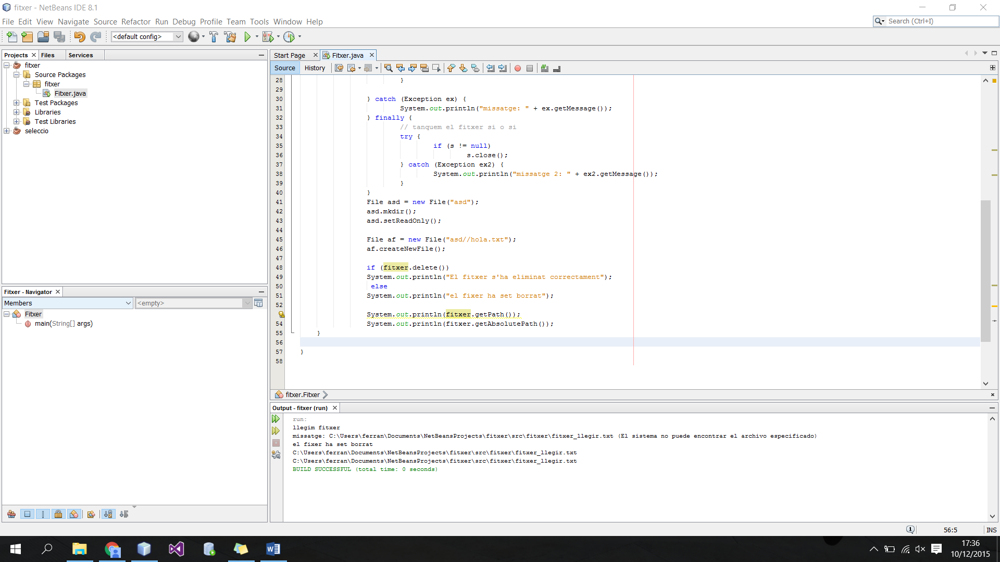 fitxer - NetBeans IDE 8.1
File Edit View Navigate Source Refactor Run Debug Profile Team Tools Window Help
Search (Ctrl+I)
<default config>
Projects Files Services
fitxer
Source Packages
fitxer
Fitxer.java
Test Packages
Libraries
Test Libraries
seleccio
Fitxer - Navigator
Members
<empty>
Fitxer
main(String[] args)
Start Page Fitxer.java
Source History
28 }
29
30 } catch (Exception ex) {
31 System.out.println("missatge: " + ex.getMessage());
32 } finally {
33 // tanquem el fitxer si o si
34 try {
35 if (s != null)
36 s.close();
37 } catch (Exception ex2) {
38 System.out.println("missatge 2: " + ex2.getMessage());
39 }
40 }
41 File asd = new File("asd");
42 asd.mkdir();
43 asd.setReadOnly();
44
45 File af = new File("asd//hola.txt");
46 af.createNewFile();
47
48 if (fitxer.delete())
49 System.out.println("El fitxer s'ha eliminat correctament");
50 else
51 System.out.println("el fixer ha set borrat");
52
System.out.println(fitxer.getPath());
54 System.out.println(fitxer.getAbsolutePath());
55 }
56
57 }
58
fitxer.Fitxer
Output - fitxer (run)
run:
llegim fitxer
missatge: C:\Users\ferran\Documents\NetBeansProjects\fitxer\src\fitxer\fitxer_llegir.txt (El sistema no puede encontrar el archivo especificado)
el fixer ha set borrat
C:\Users\ferran\Documents\NetBeansProjects\fitxer\src\fitxer\fitxer_llegir.txt
C:\Users\ferran\Documents\NetBeansProjects\fitxer\src\fitxer\fitxer_llegir.txt
BUILD SUCCESSFUL (total time: 0 seconds)
1 56:5 INS
17:36
10/12/2015